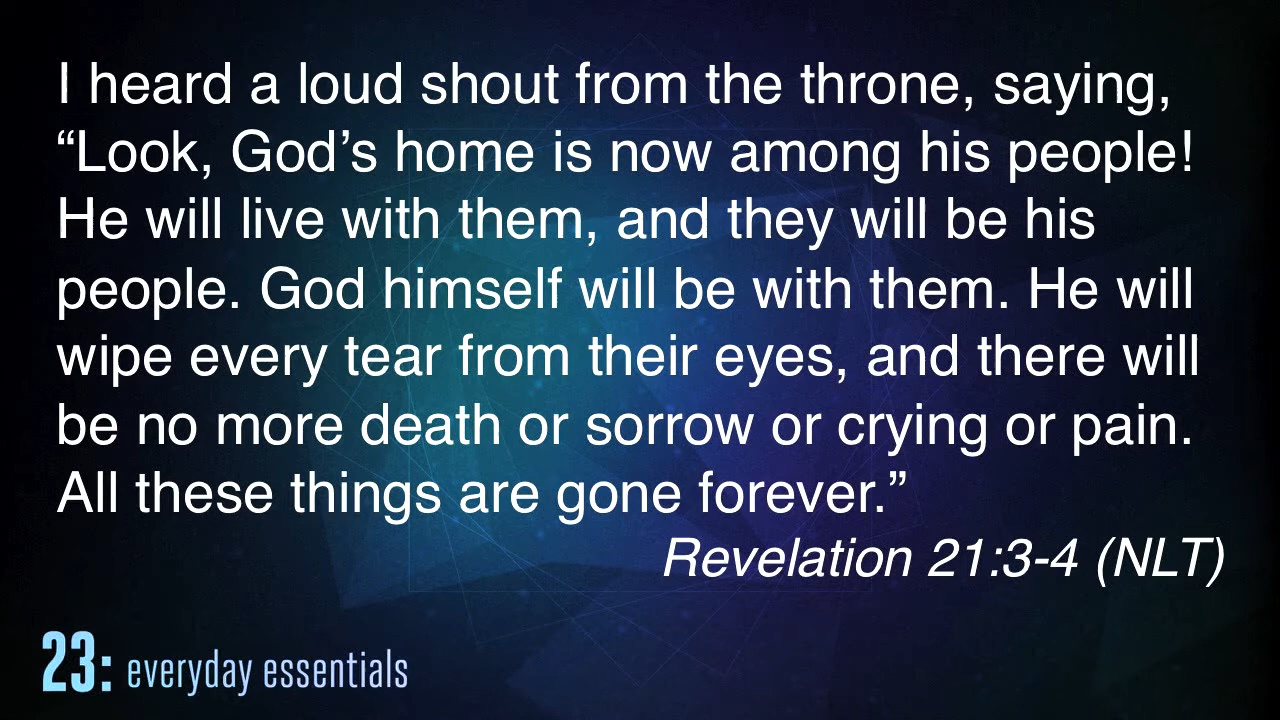 I heard a loud shout from the throne, saying,
“Look, God’s home is now among his people!
He will live with them, and they will be his
people. God himself will be with them. He will
wipe every tear from their eyes, and there will
be no more death or sorrow or crying or pain.
All these things are gone forever.”
Revelation 21:3-4 (NLT)
23: everyday essentials